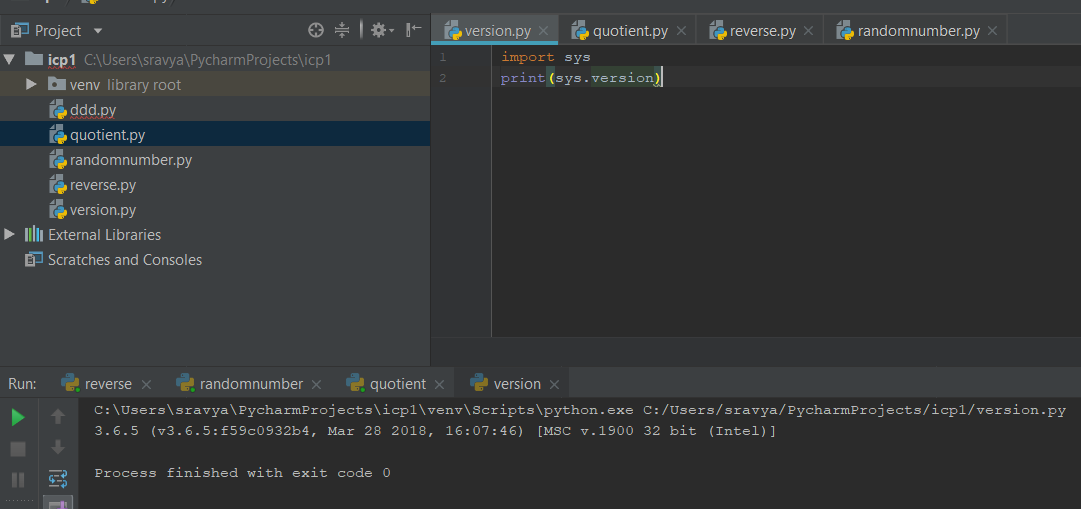 Project
icp1 C:\Users\sravya\PycharmProjects\icp1
venv library root
ddd.py
quotient.py
randomnumber.py
reverse.py
version.py
External Libraries
Scratches and Consoles
version.py quotient.py reverse.py randomnumber.py
1 import sys
2 print(sys.version)
Run: reverse randomnumber quotient version
C:\Users\sravya\PycharmProjects\icp1\venv\Scripts\python.exe C:/Users/sravya/PycharmProjects/icp1/version.py
3.6.5 (v3.6.5:f59c0932b4, Mar 28 2018, 16:07:46) [MSC v.1900 32 bit (Intel)]
Process finished with exit code 0